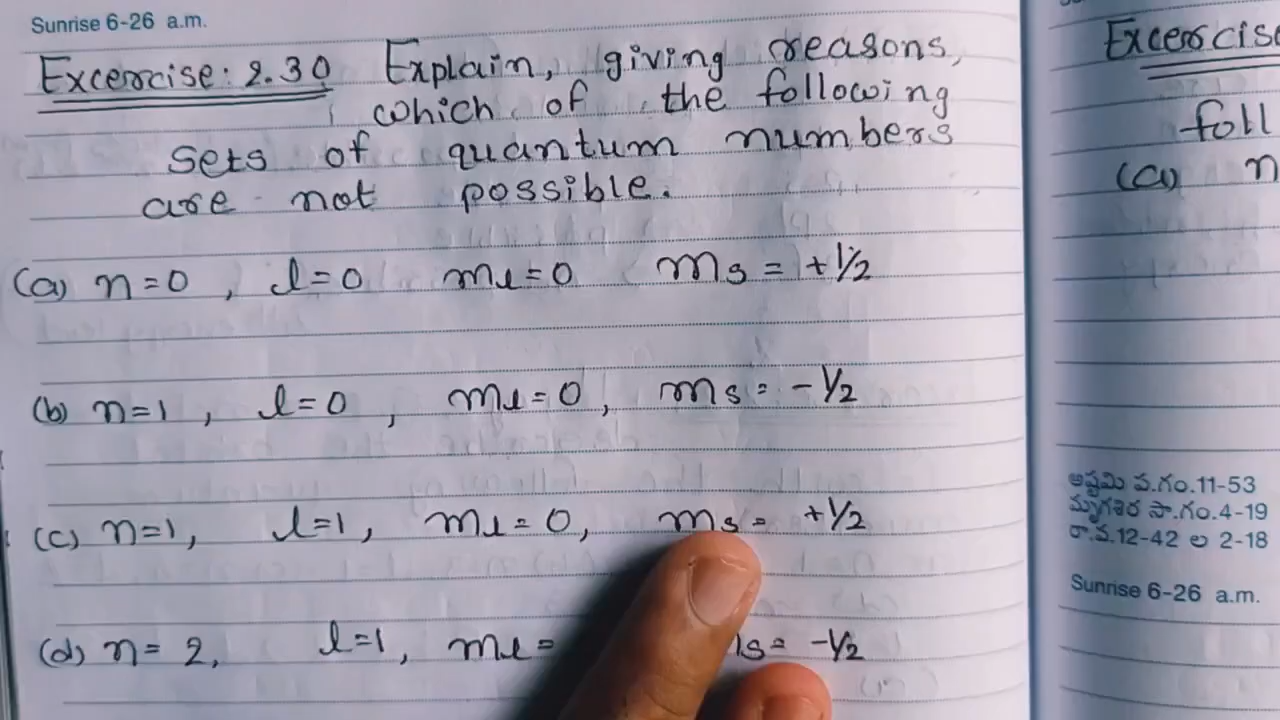 Sunrise 6-26 a.m.
Excercise: 2.30 Explain, giving reasons,
which of the following
sets of quantum numbers
are not possible.
(a) n=0, l=0 ml=0 ms = +1/2
(b) n=1, l=0, ml=0, ms = -1/2
(c) n=1, l=1, ml=0, ms = +1/2
(d) n= 2, l=1, ml= s= -1/2
Excercise
foll
(a) n
అష్టమి ప.గం.11-53
మృగశిర సా.గం.4-19
రా.వ.12-42 ల 2-18
Sunrise 6-26 a.m.